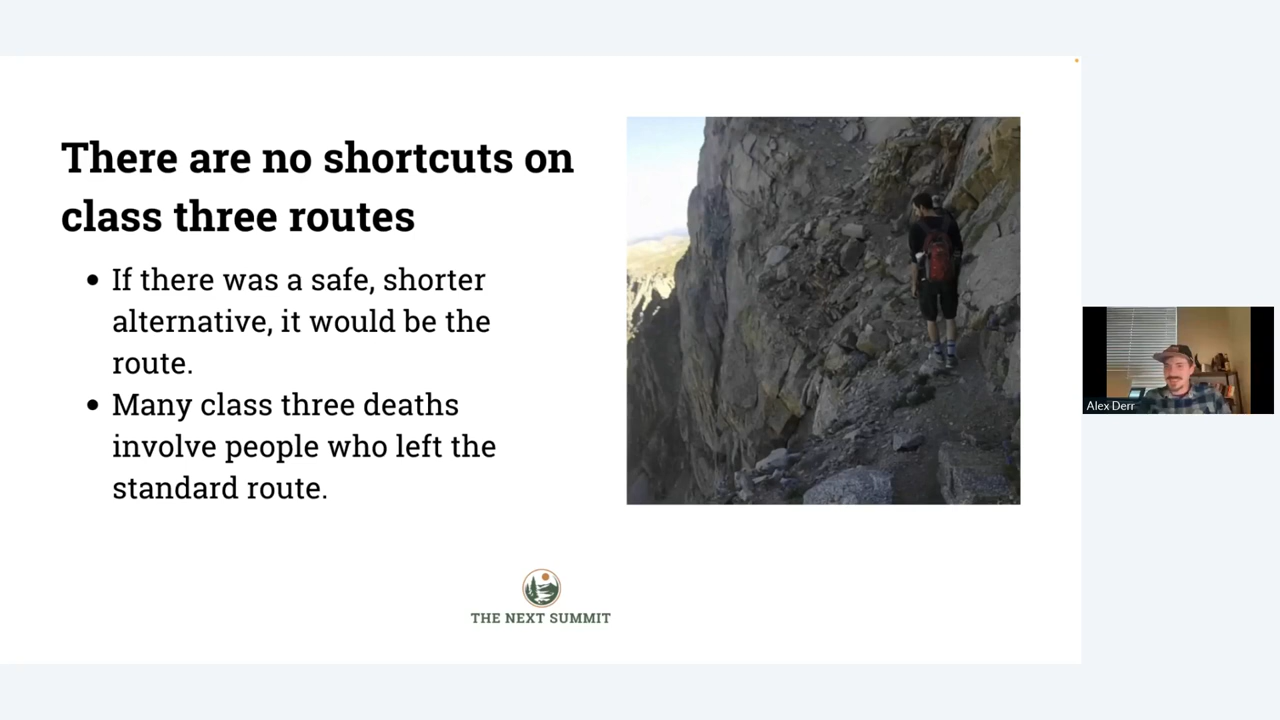 There are no shortcuts on
class three routes
• If there was a safe, shorter
alternative, it would be the
route.
• Many class three deaths
involve people who left the
standard route.
THE NEXT SUMMIT
Alex Derr